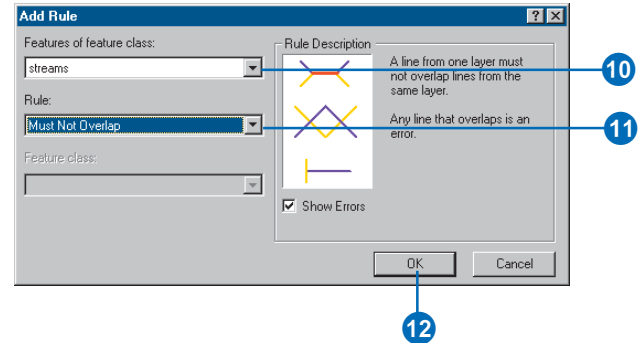 Add Rule
Features of feature class:
streams
10
Rule:
Must Not Overlap
11
Feature class:
Rule Description
A line from one layer must
not overlap lines from the
same layer.
Any line that overlaps is an
error.
Show Errors
OK
Cancel
12